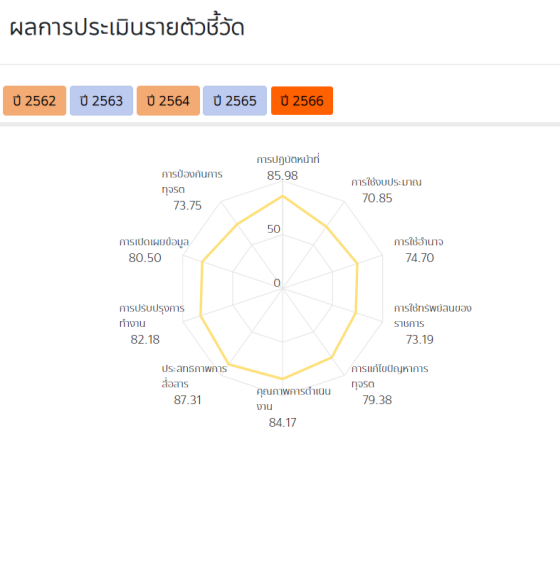 ผลการประเมินรายตัวชี้วัด
ปี 2562
ปี 2563
ปี 2564
ปี 2565
ปี 2566
การปฏิบัติหน้าที่
85.98
การใช้งบประมาณ
70.85
การใช้อำนาจ
74.70
การใช้ทรัพย์สินของ
ราชการ
73.19
การแก้ไขปัญหาการ
ทุจริต
79.38
คุณภาพการดำเนิน
งาน
84.17
ประสิทธิภาพการ
สื่อสาร
87.31
การปรับปรุงการ
ทำงาน
82.18
การเปิดเผยข้อมูล
80.50
การป้องกันการ
ทุจริต
73.75
50
0